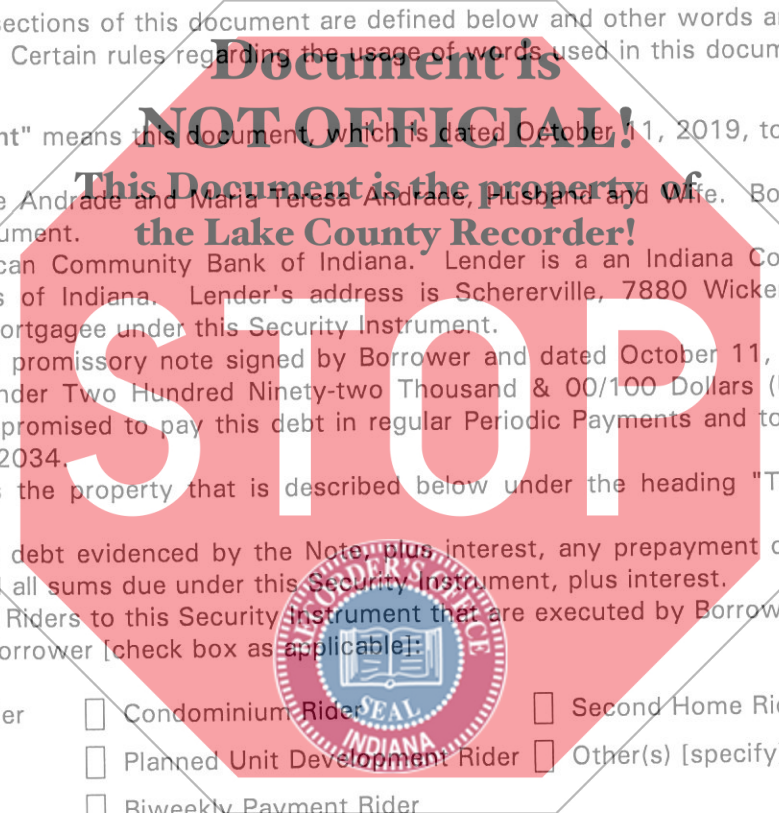 sections of this document are defined below and other words a
Certain rules regarding the usage of words used in this docum
Document is
NOT OFFICIAL!
nt" means this document, which is dated October 11, 2019, to
This Document is the property of
e Andrade and Maria Teresa Andrade, Husband and Wife. Bo
the Lake County Recorder!
ument.
can Community Bank of Indiana. Lender is a an Indiana Co
s of Indiana. Lender's address is Schererville, 7880 Wicke
ortgagee under this Security Instrument.
STOP
promissory note signed by Borrower and dated October 11,
nder Two Hundred Ninety-two Thousand & 00/100 Dollars (
promised to pay this debt in regular Periodic Payments and to
2034.
s the property that is described below under the heading "T
debt evidenced by the Note, plus interest, any prepayment c
l all sums due under this Security Instrument, plus interest.
Riders to this Security Instrument that are executed by Borrow
orrower [check box as applicable]:
RECORDER'S OFFICE
SEAL
INDIANA
er Condominium Rider Second Home Ri
Planned Unit Development Rider Other(s) [specify
Biweekly Payment Rider